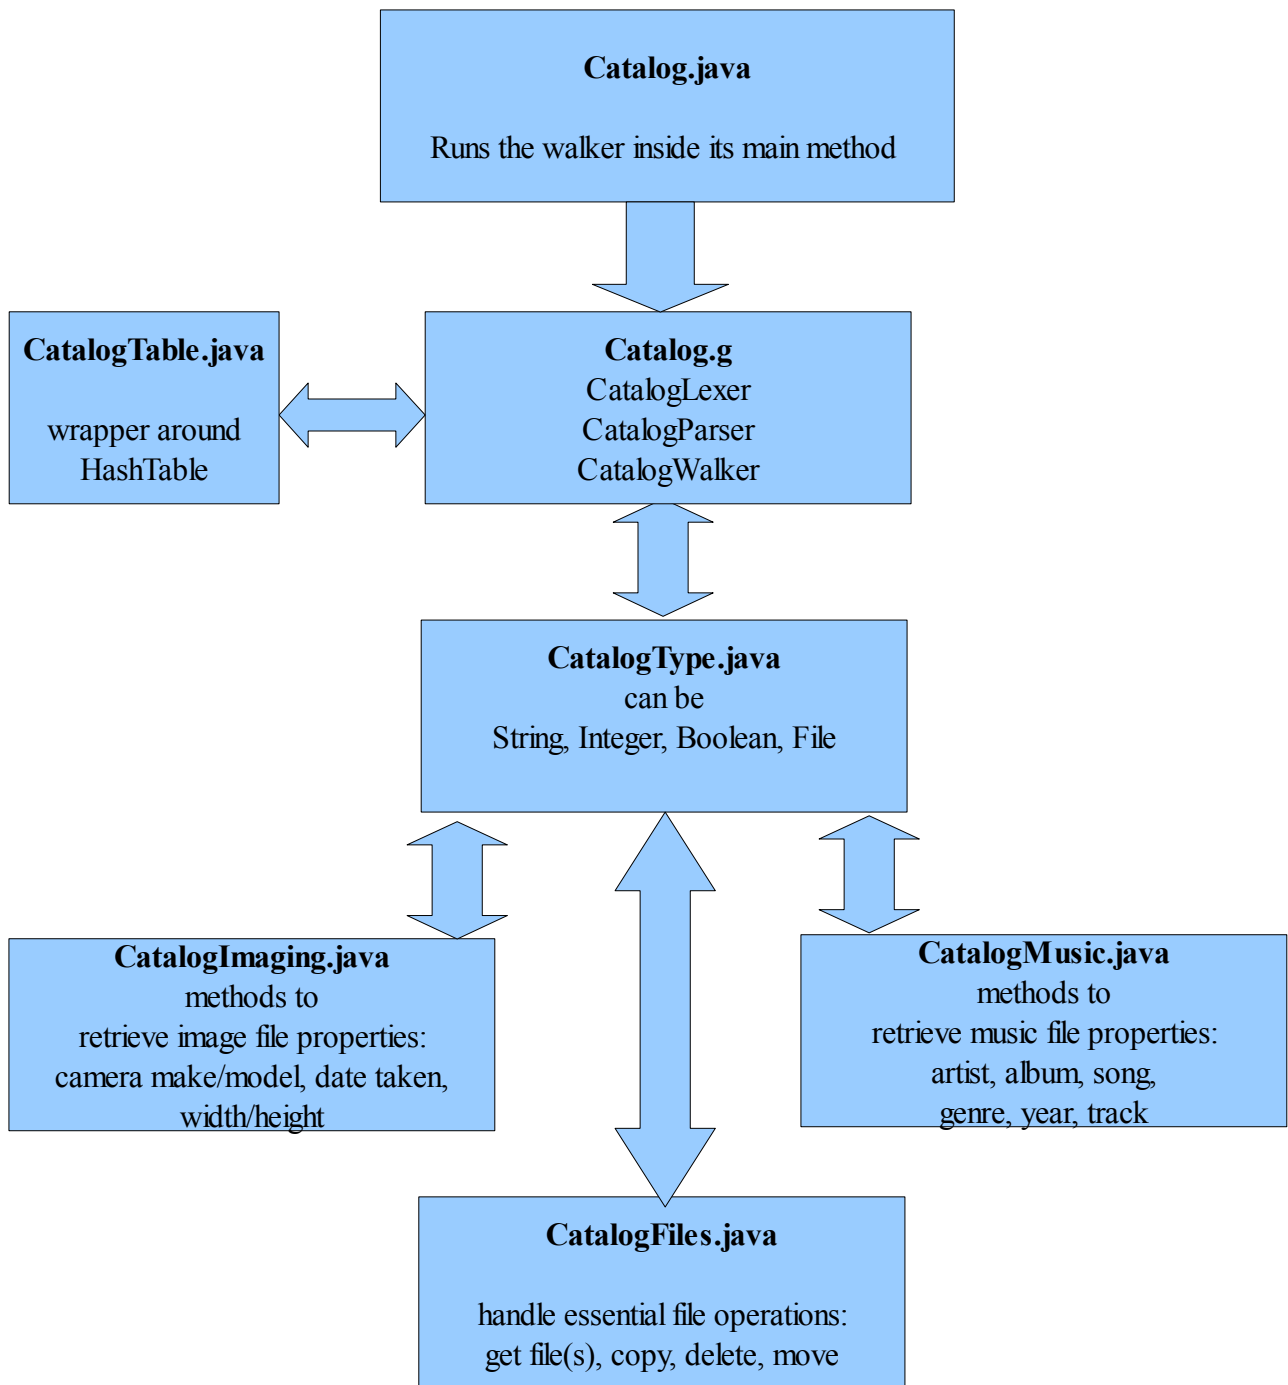 Catalog.java
Runs the walker inside its main method
CatalogTable.java
wrapper around
HashTable
Catalog.g
CatalogLexer
CatalogParser
CatalogWalker
CatalogType.java
can be
String, Integer, Boolean, File
CatalogImaging.java
methods to
retrieve image file properties:
camera make/model, date taken,
width/height
CatalogMusic.java
methods to
retrieve music file properties:
artist, album, song,
genre, year, track
CatalogFiles.java
handle essential file operations:
get file(s), copy, delete, move